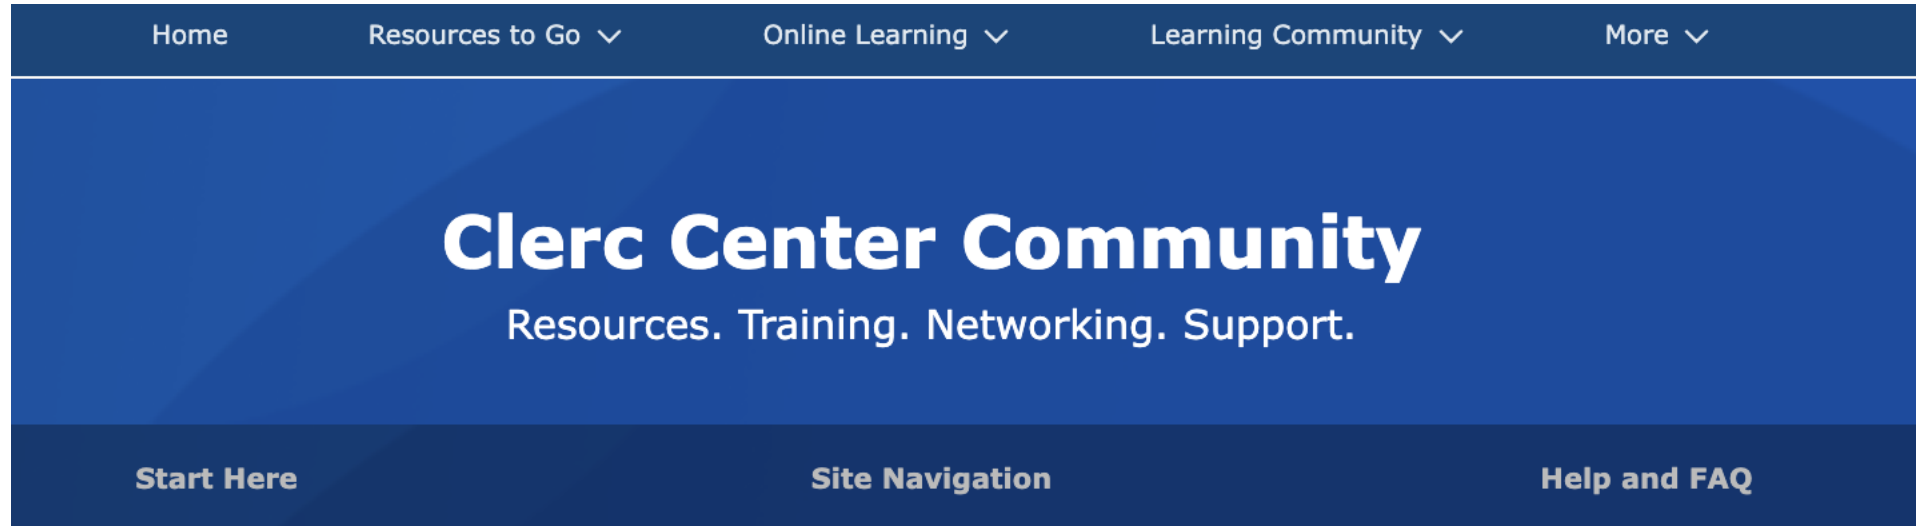 Home Resources to Go Online Learning Learning Community More
Clerc Center Community
Resources. Training. Networking. Support.
Start Here Site Navigation Help and FAQ